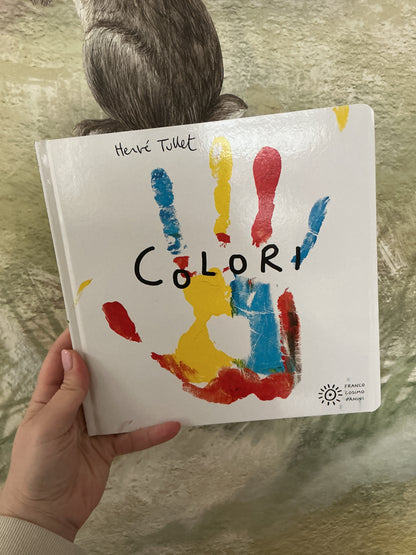 Hervé Tullet
COLORI
FRANCO
COSIMO
PANINI